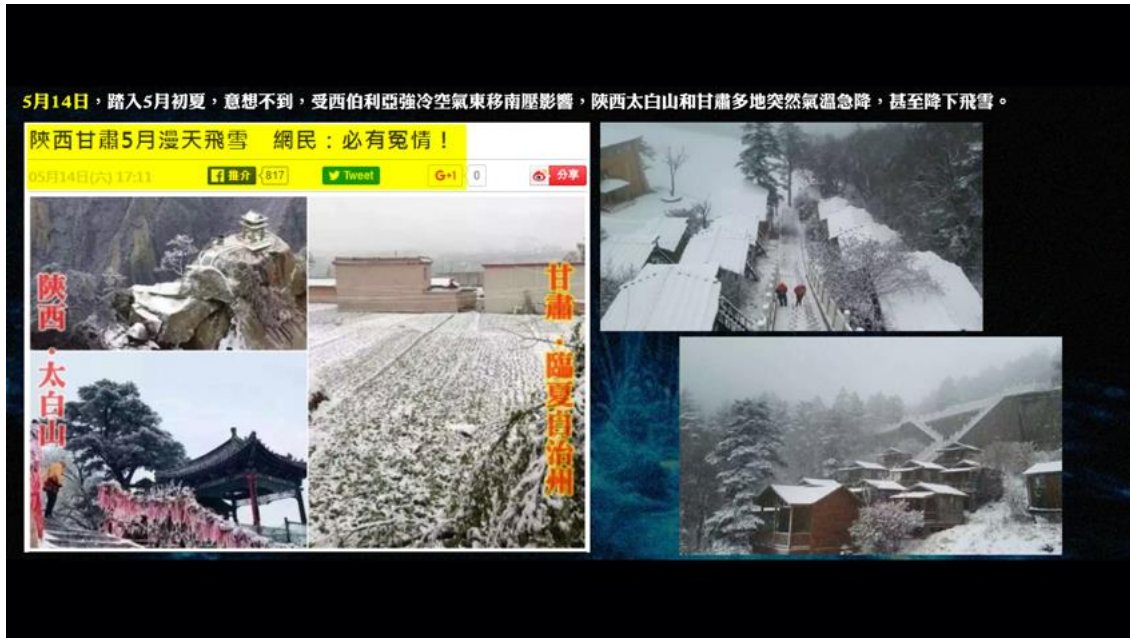 5月14日，踏入5月初夏，意想不到，受西伯利亞強冷空氣東移南壓影響，陝西太白山和甘肅多地突然氣溫急降，甚至降下飛雪。
陝西甘肅5月漫天飛雪　網民：必有冤情！
05月14日(六) 17:11 推介 817 Tweet G+1 0 分享
陝西・太白山
甘肅・臨夏自治州